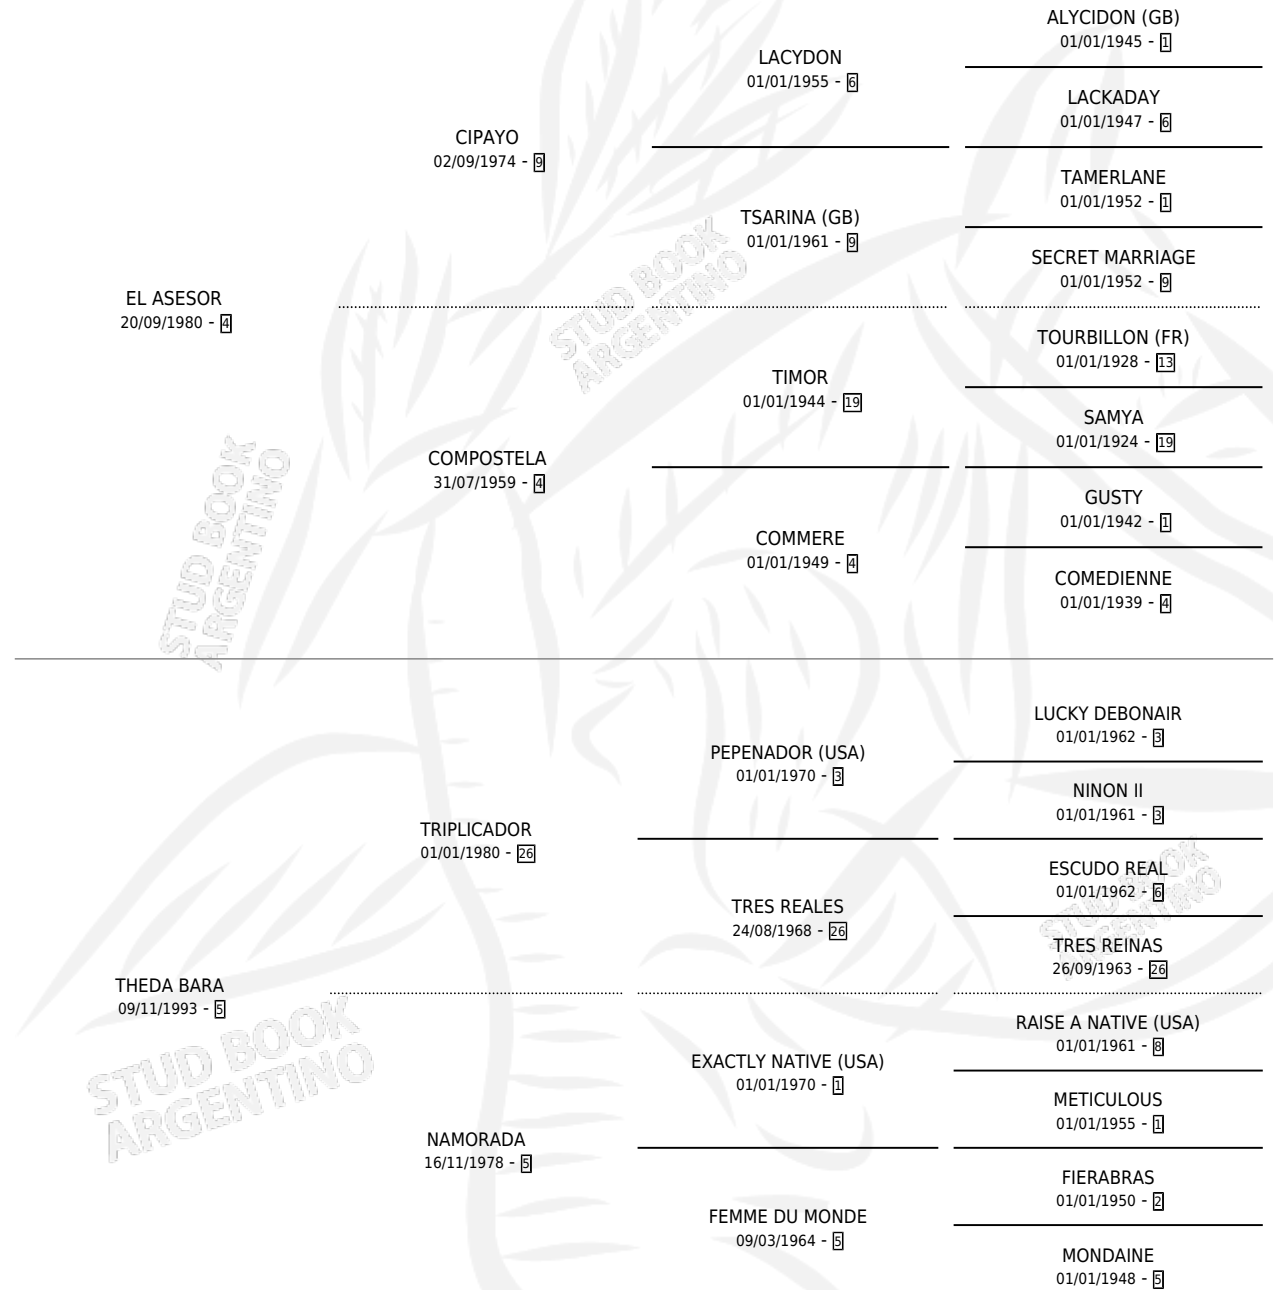 ALYCIDON (GB)
01/01/1945 - 1
LACYDON
01/01/1955 - 6
LACKADAY
01/01/1947 - 6
CIPAYO
02/09/1974 - 9
TAMERLANE
01/01/1952 - 1
TSARINA (GB)
01/01/1961 - 9
SECRET MARRIAGE
01/01/1952 - 9
EL ASESOR
20/09/1980 - 4
STUD BOOK
ARGENTINO
TOURBILLON (FR)
01/01/1928 - 13
TIMOR
01/01/1944 - 19
SAMYA
01/01/1924 - 19
COMPOSTELA
31/07/1959 - 4
GUSTY
01/01/1942 - 1
COMMERE
01/01/1949 - 4
COMEDIENNE
01/01/1939 - 4
STUD BOOK
ARGENTINO
LUCKY DEBONAIR
01/01/1962 - 3
PEPENADOR (USA)
01/01/1970 - 3
NINON II
01/01/1961 - 3
TRIPLICADOR
01/01/1980 - 26
ESCUDO REAL
01/01/1962 - 6
TRES REALES
24/08/1968 - 26
STUD BOOK
ARGENTINO
TRES REINAS
26/09/1963 - 26
THEDA BARA
09/11/1993 - 5
RAISE A NATIVE (USA)
01/01/1961 - 8
EXACTLY NATIVE (USA)
01/01/1970 - 1
METICULOUS
01/01/1955 - 1
STUD BOOK
ARGENTINO
NAMORADA
16/11/1978 - 5
FIERABRAS
01/01/1950 - 2
FEMME DU MONDE
09/03/1964 - 5
MONDAINE
01/01/1948 - 5